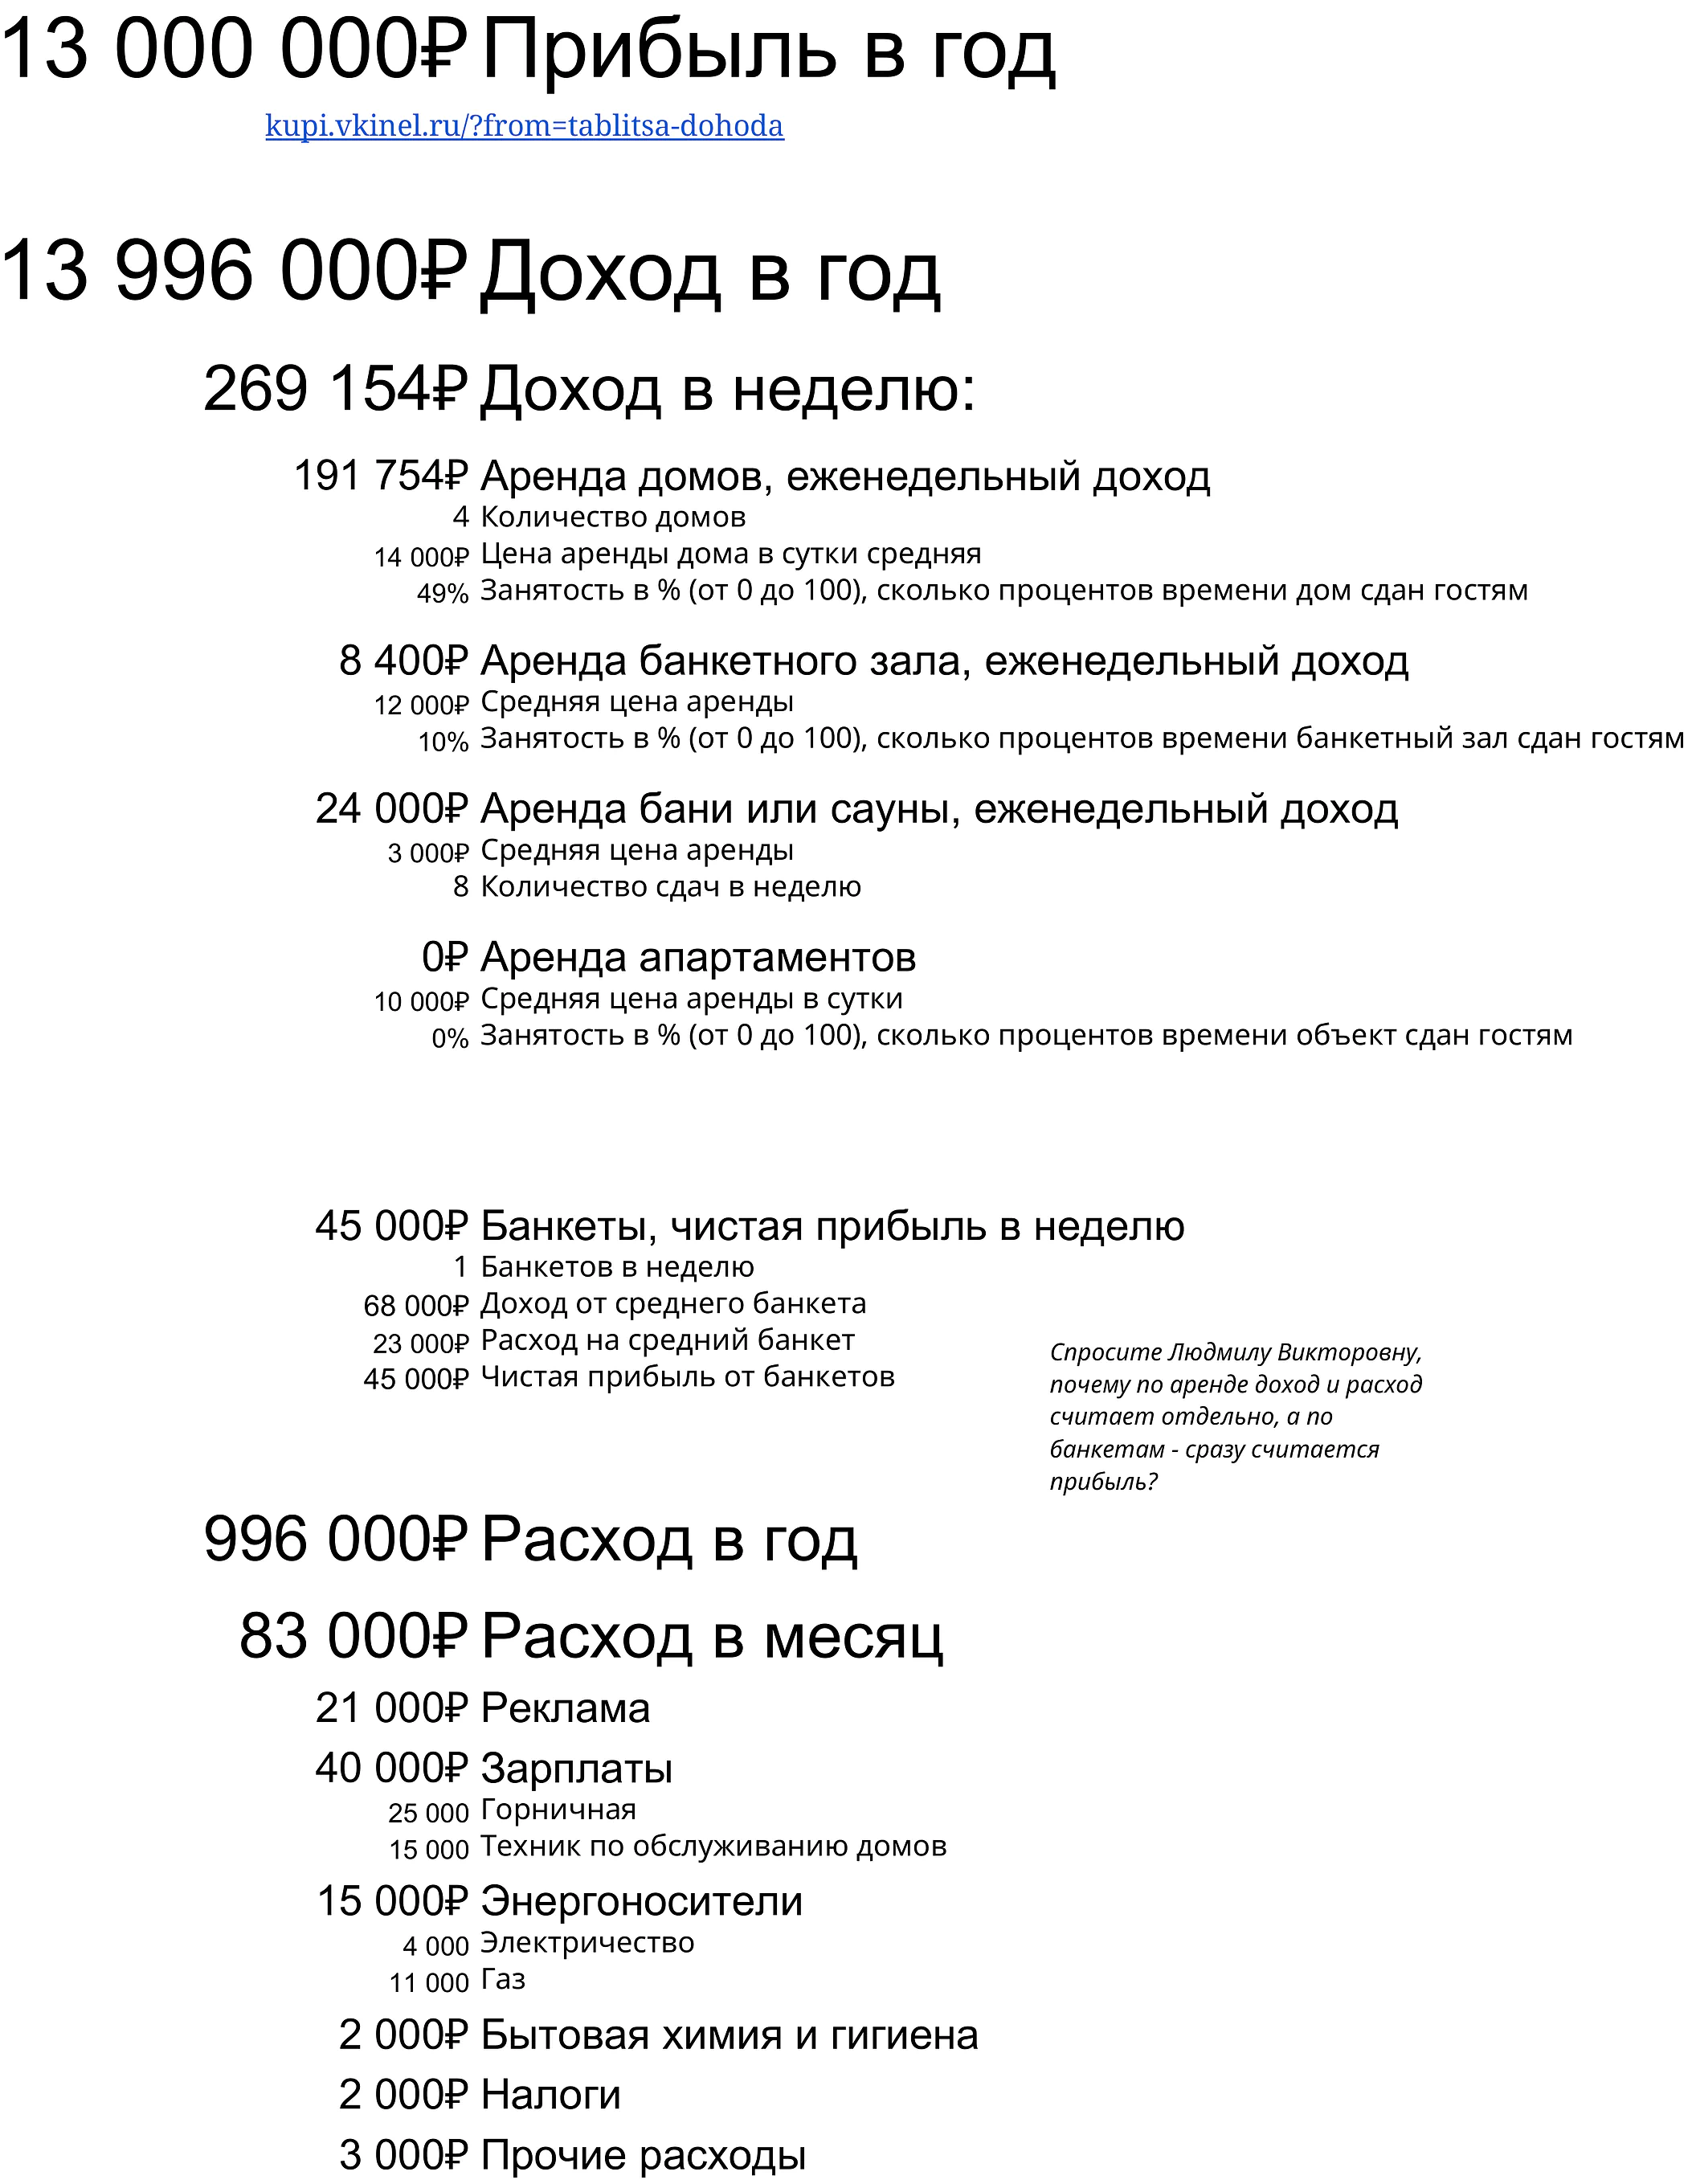 13 000 000₽ Прибыль в год
kupi.vkinel.ru/?from=tablitsa-dohoda
13 996 000₽ Доход в год
269 154₽ Доход в неделю:
191 754₽ Аренда домов, еженедельный доход
4 Количество домов
14 000₽ Цена аренды дома в сутки средняя
49% Занятость в % (от 0 до 100), сколько процентов времени дом сдан гостям
8 400₽ Аренда банкетного зала, еженедельный доход
12 000₽ Средняя цена аренды
10% Занятость в % (от 0 до 100), сколько процентов времени банкетный зал сдан гостям
24 000₽ Аренда бани или сауны, еженедельный доход
3 000₽ Средняя цена аренды
8 Количество сдач в неделю
0₽ Аренда апартаментов
10 000₽ Средняя цена аренды в сутки
0% Занятость в % (от 0 до 100), сколько процентов времени объект сдан гостям
45 000₽ Банкеты, чистая прибыль в неделю
1 Банкетов в неделю
68 000₽ Доход от среднего банкета
23 000₽ Расход на средний банкет
45 000₽ Чистая прибыль от банкетов
Спросите Людмилу Викторовну,
почему по аренде доход и расход
считает отдельно, а по
банкетам - сразу считается
прибыль?
996 000₽ Расход в год
83 000₽ Расход в месяц
21 000₽ Реклама
40 000₽ Зарплаты
25 000 Горничная
15 000 Техник по обслуживанию домов
15 000₽ Энергоносители
4 000 Электричество
11 000 Газ
2 000₽ Бытовая химия и гигиена
2 000₽ Налоги
3 000₽ Прочие расходы